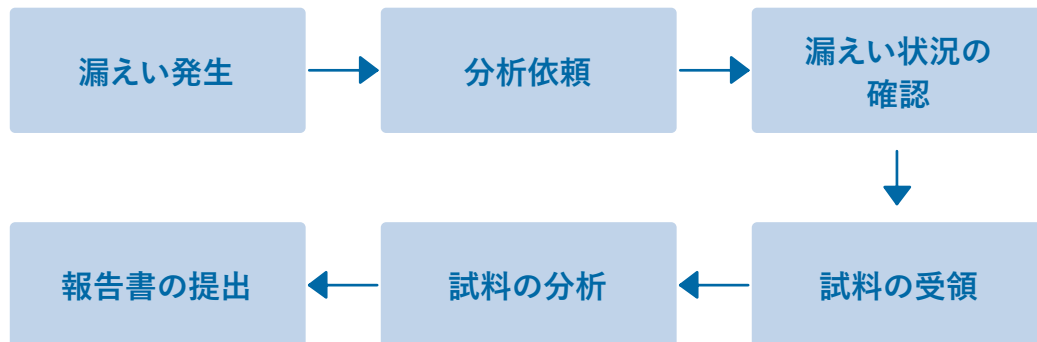 漏えい発生
分析依頼
漏えい状況の
確認
試料の受領
試料の分析
報告書の提出